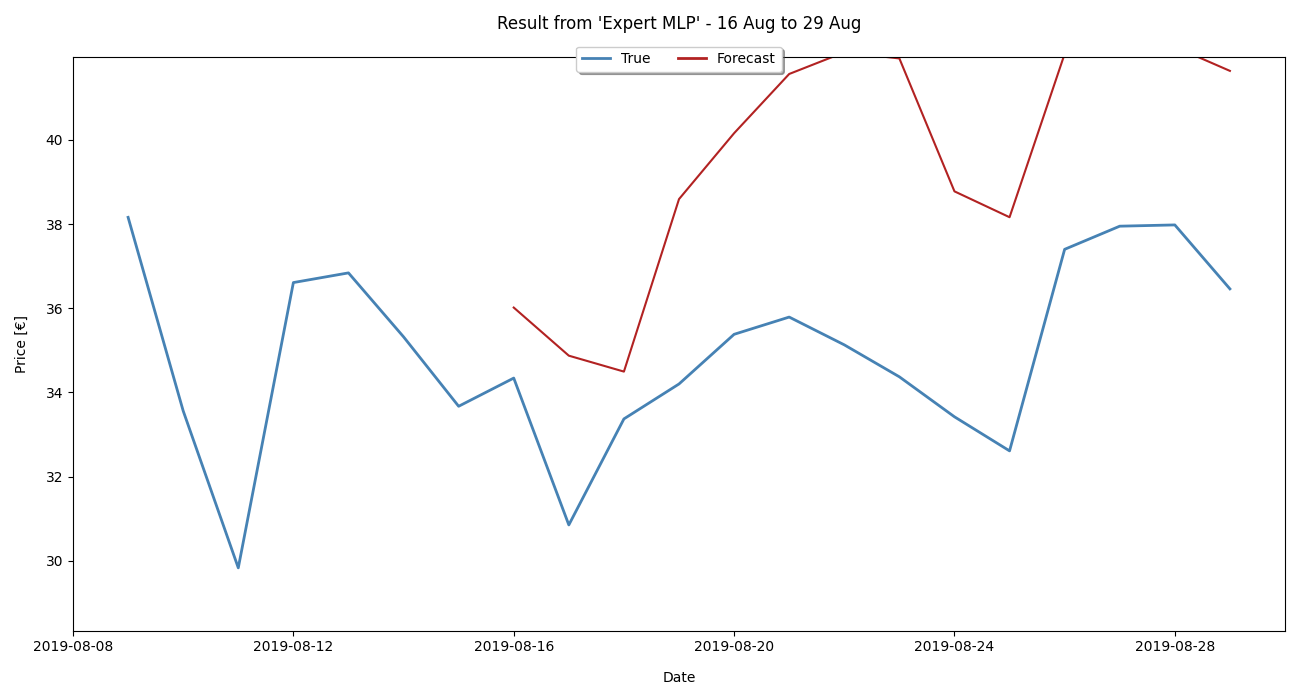 Result from 'Expert MLP' - 16 Aug to 29 Aug
True Forecast
40
38
36
34
32
30
Price [€]
2019-08-08 2019-08-12 2019-08-16 2019-08-20 2019-08-24 2019-08-28
Date